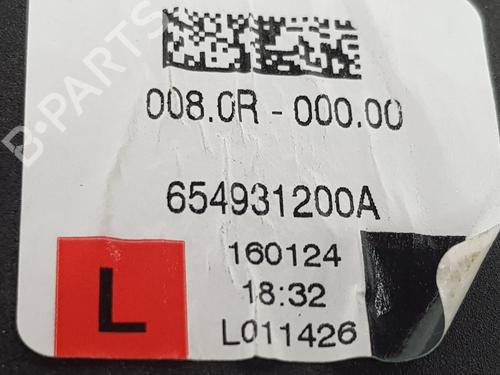 B-PARTS
008.0R - 000.00
654931200A
160124
18:32
L
L011426